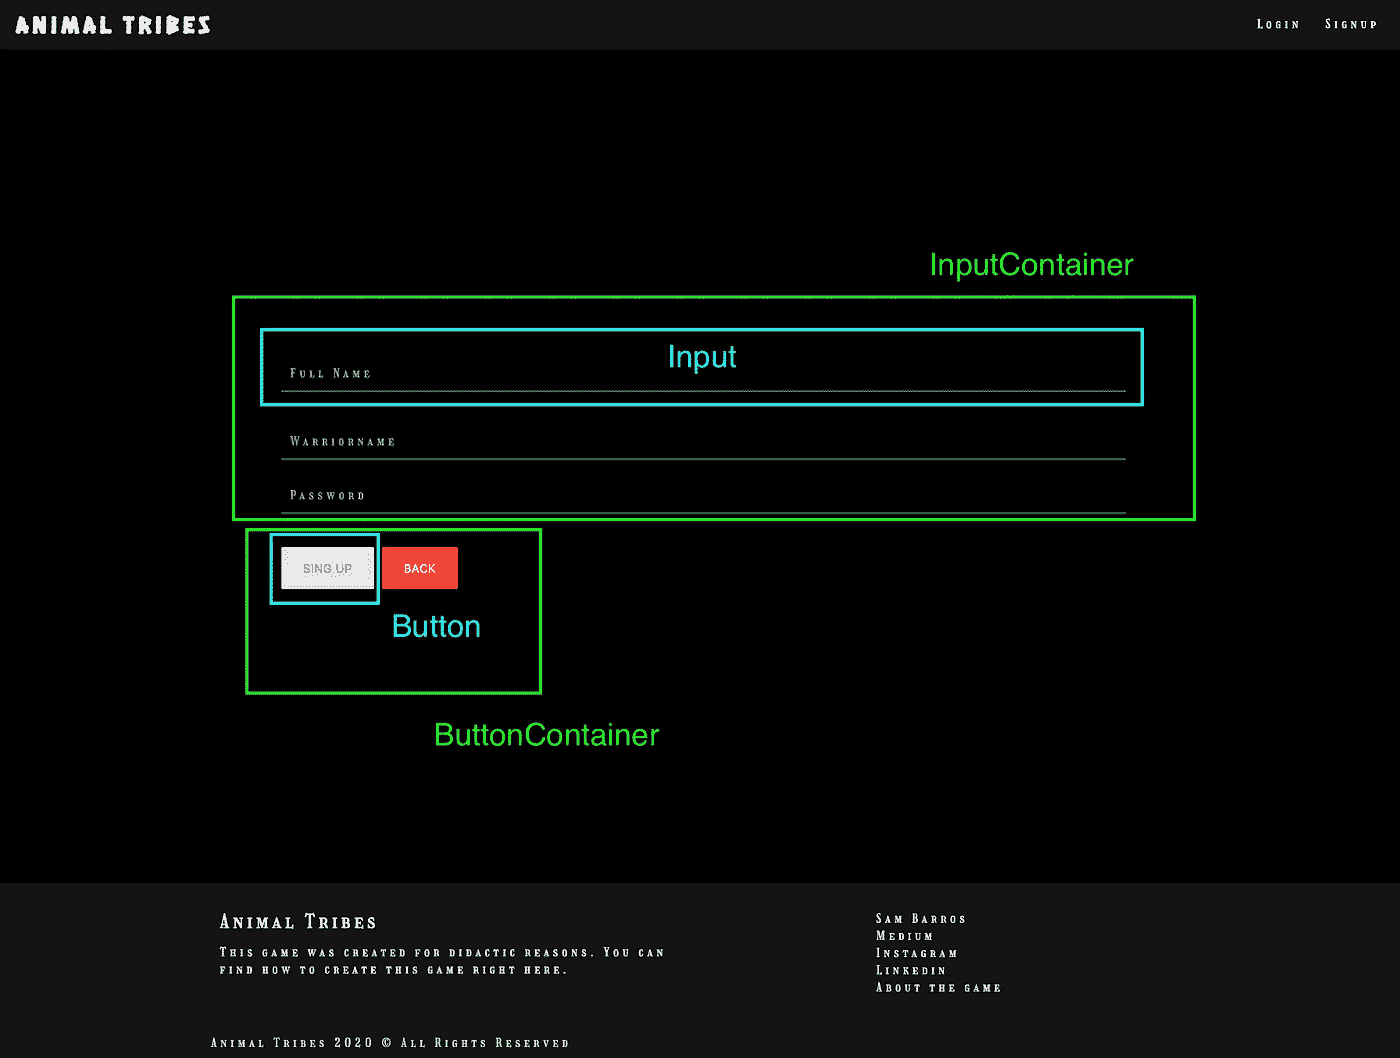 ANIMAL TRIBES
Login Signup
InputContainer
Input
Full Name
Warriorname
Password
SING UP BACK
Button
ButtonContainer
Animal Tribes
This game was created for didactic reasons. You can
find how to create this game right here.
Sam Barros
Medium
Instagram
Linkedin
About the game
Animal Tribes 2020 © All Rights Reserved